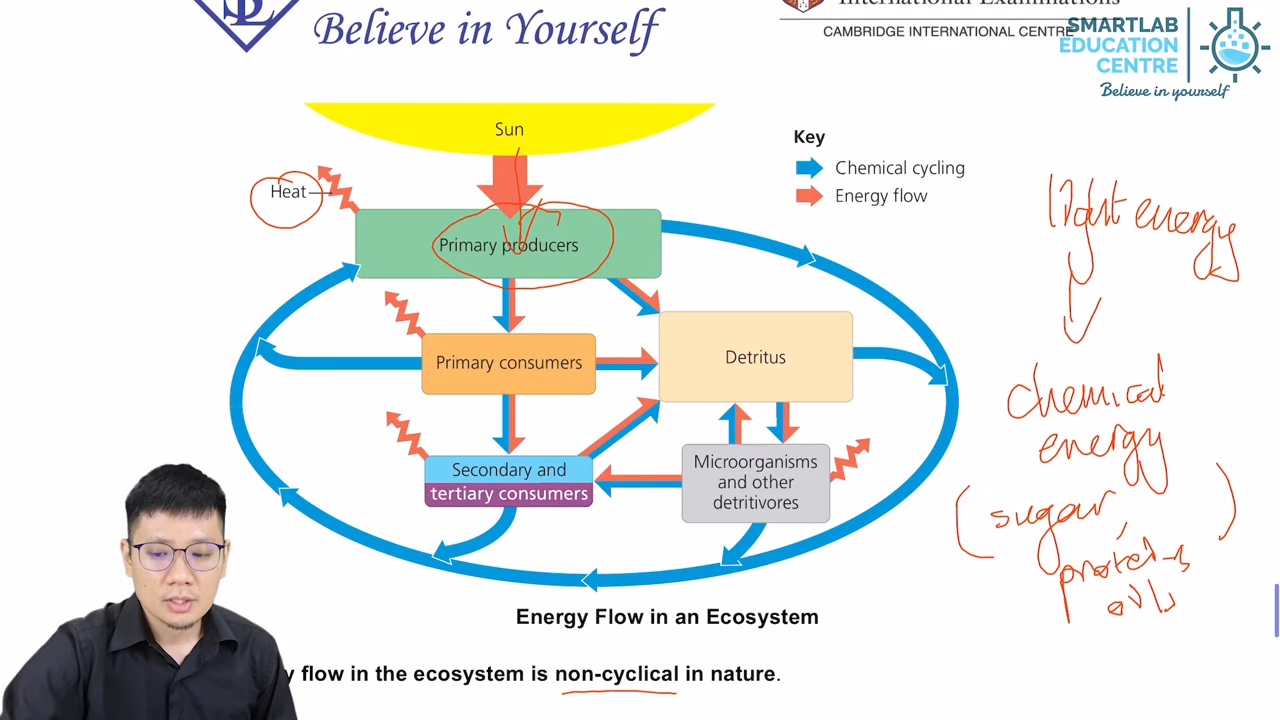 Believe in Yourself
International Examinations
CAMBRIDGE INTERNATIONAL CENTRE
SMARTLAB
EDUCATION
CENTRE
Believe in yourself
Sun
Key
Chemical cycling
Energy flow
Heat
Primary producers
Primary consumers
Detritus
Secondary and
tertiary consumers
Microorganisms
and other
detritivores
light energy
chemical
energy
(sugar,
proteins
oils)
Energy Flow in an Ecosystem
flow in the ecosystem is non-cyclical in nature.